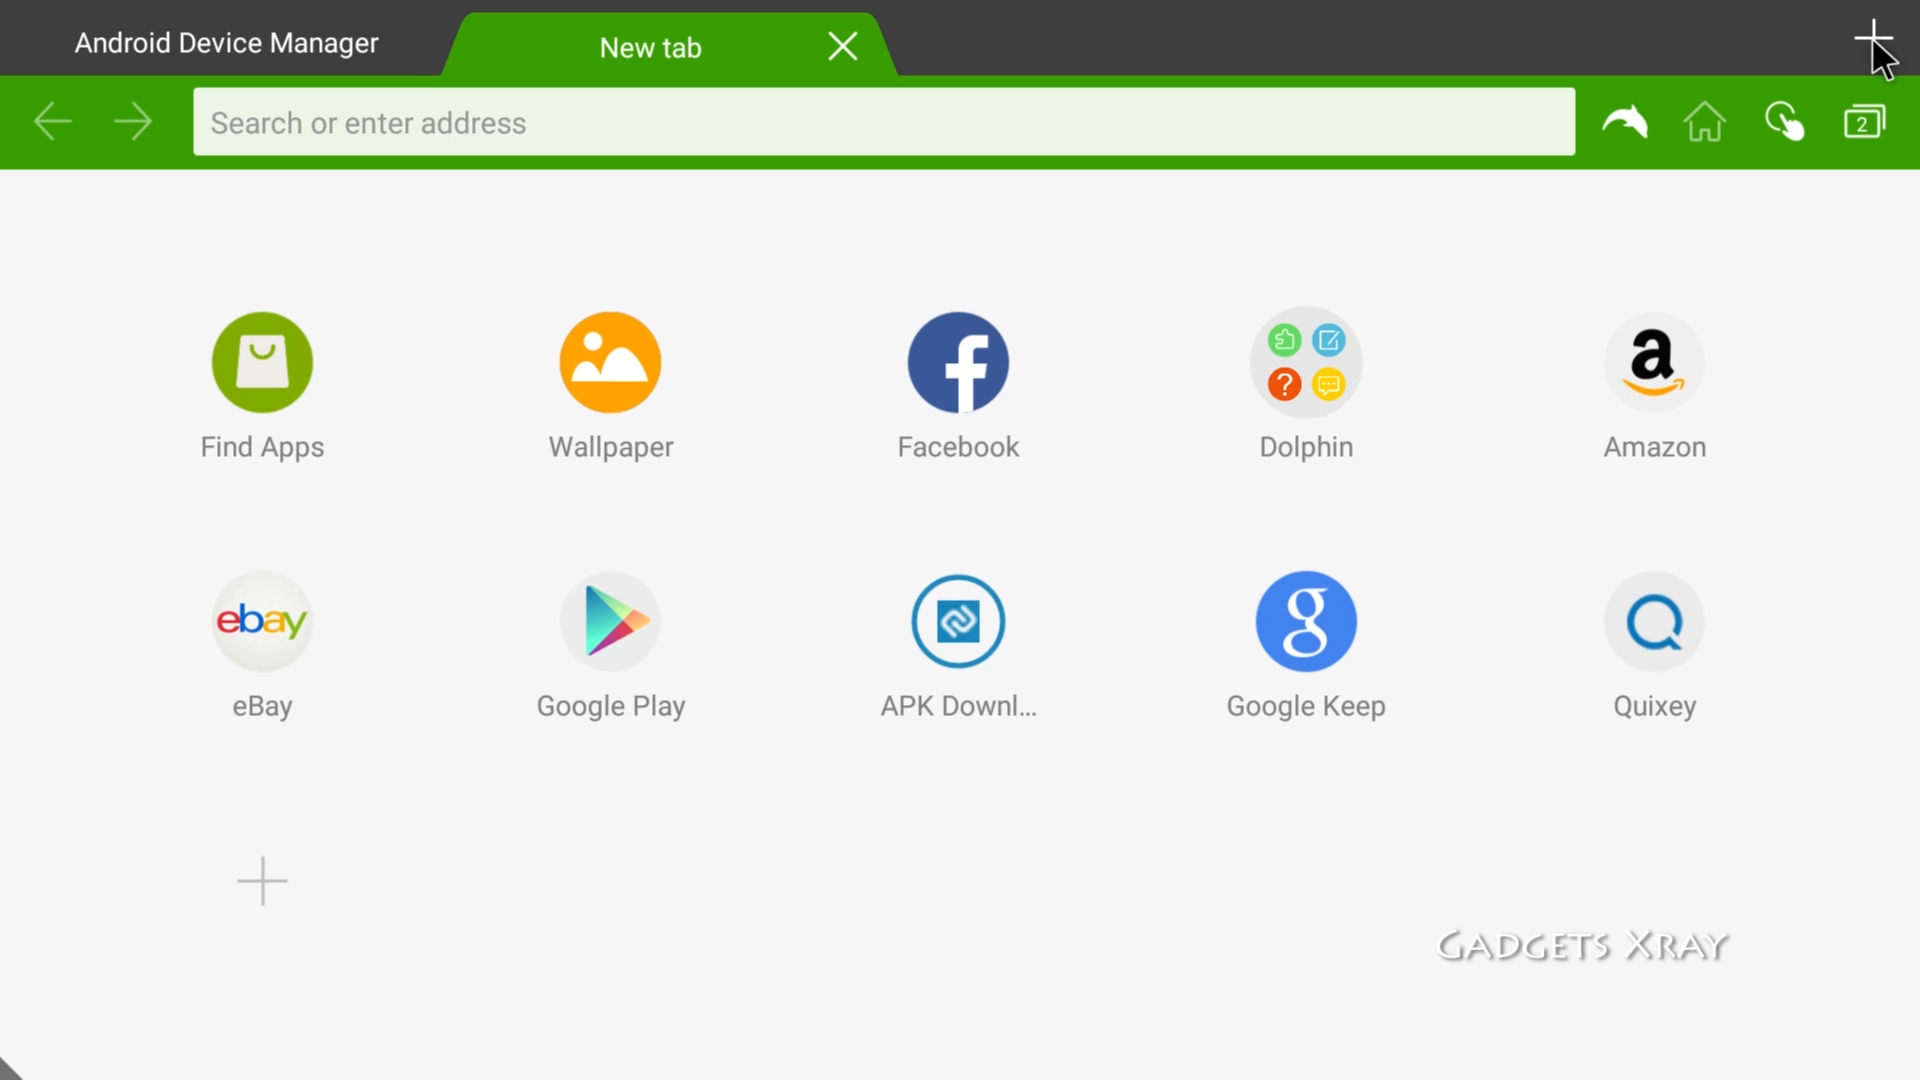 Android Device Manager
New tab
Search or enter address
2
Find Apps
Wallpaper
Facebook
Dolphin
Amazon
eBay
Google Play
APK Downl...
Google Keep
Quixey
f
?
a
ebay
g
Gadgets Xray